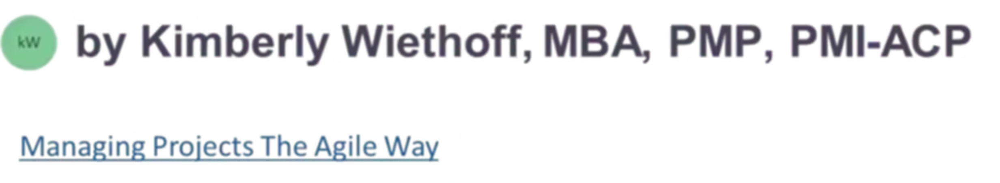 kW by Kimberly Wiethoff, MBA, PMP, PMI-ACP
Managing Projects The Agile Way